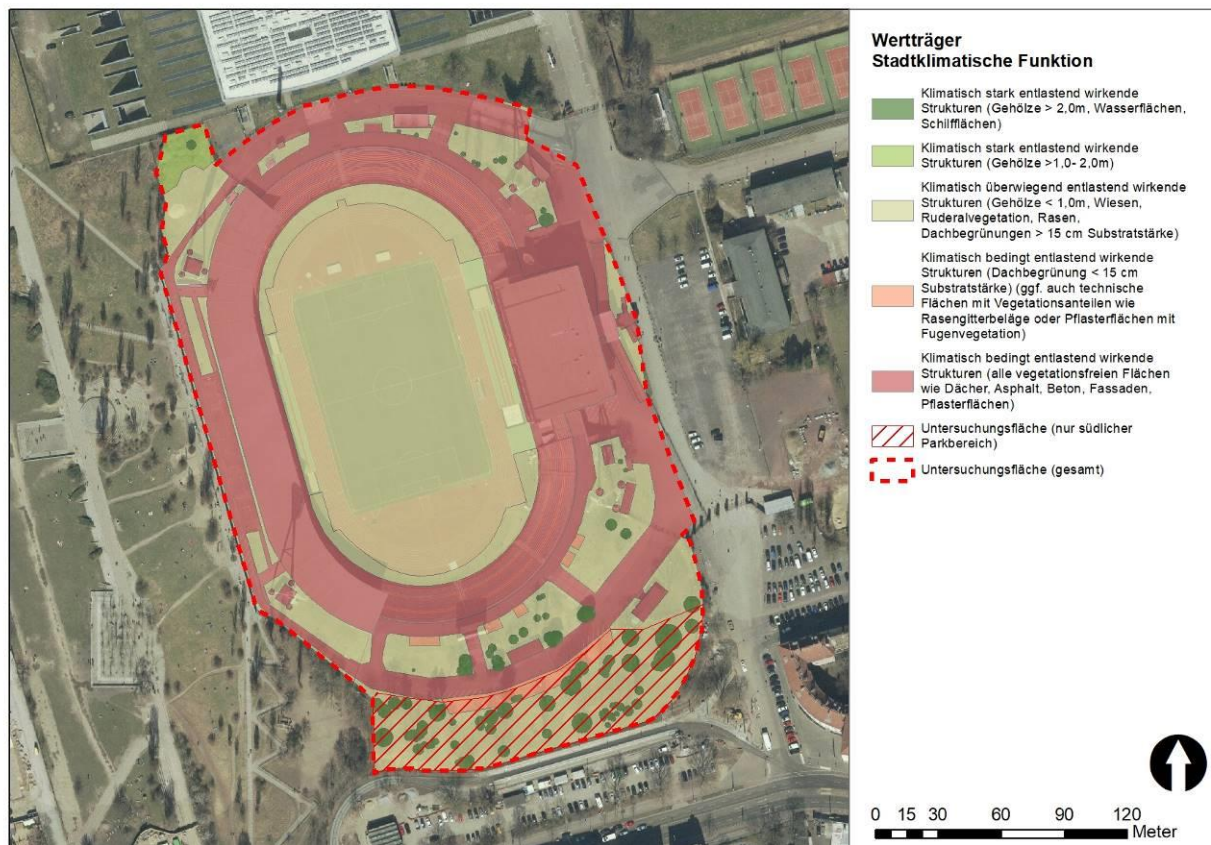 Wertträger
Stadtklimatische Funktion
Klimatisch stark entlastend wirkende
Strukturen (Gehölze > 2,0m, Wasserflächen,
Schilfflächen)
Klimatisch stark entlastend wirkende
Strukturen (Gehölze >1,0- 2,0m)
Klimatisch überwiegend entlastend wirkende
Strukturen (Gehölze < 1,0m, Wiesen,
Ruderalvegetation, Rasen,
Dachbegrünungen > 15 cm Substratstärke)
Klimatisch bedingt entlastend wirkende
Strukturen (Dachbegrünung < 15 cm
Substratstärke) (ggf. auch technische
Flächen mit Vegetationsanteilen wie
Rasengitterbeläge oder Pflasterflächen mit
Fugenvegetation)
Klimatisch bedingt entlastend wirkende
Strukturen (alle vegetationsfreien Flächen
wie Dächer, Asphalt, Beton, Fassaden,
Pflasterflächen)
Untersuchungsfläche (nur südlicher
Parkbereich)
Untersuchungsfläche (gesamt)
0 15 30 60 90 120
Meter